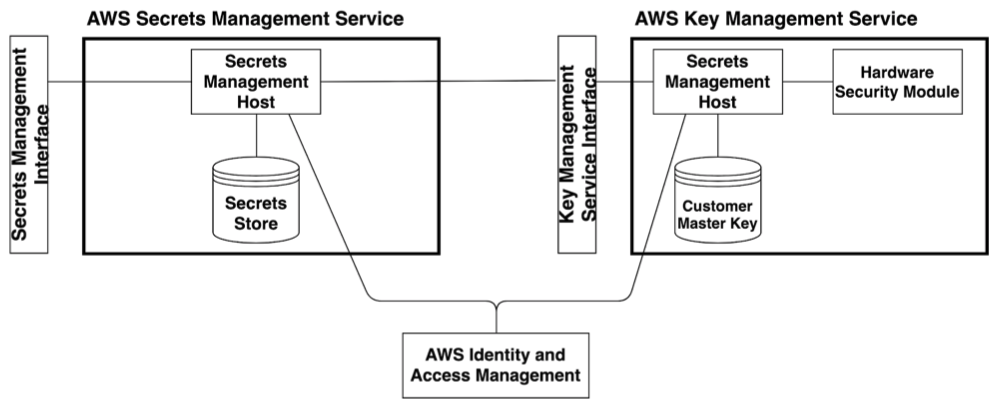 AWS Secrets Management Service
AWS Key Management Service
Secrets Management
Interface
Secrets
Management
Host
Secrets
Store
Key Management
Service Interface
Secrets
Management
Host
Hardware
Security Module
Customer
Master Key
AWS Identity and
Access Management